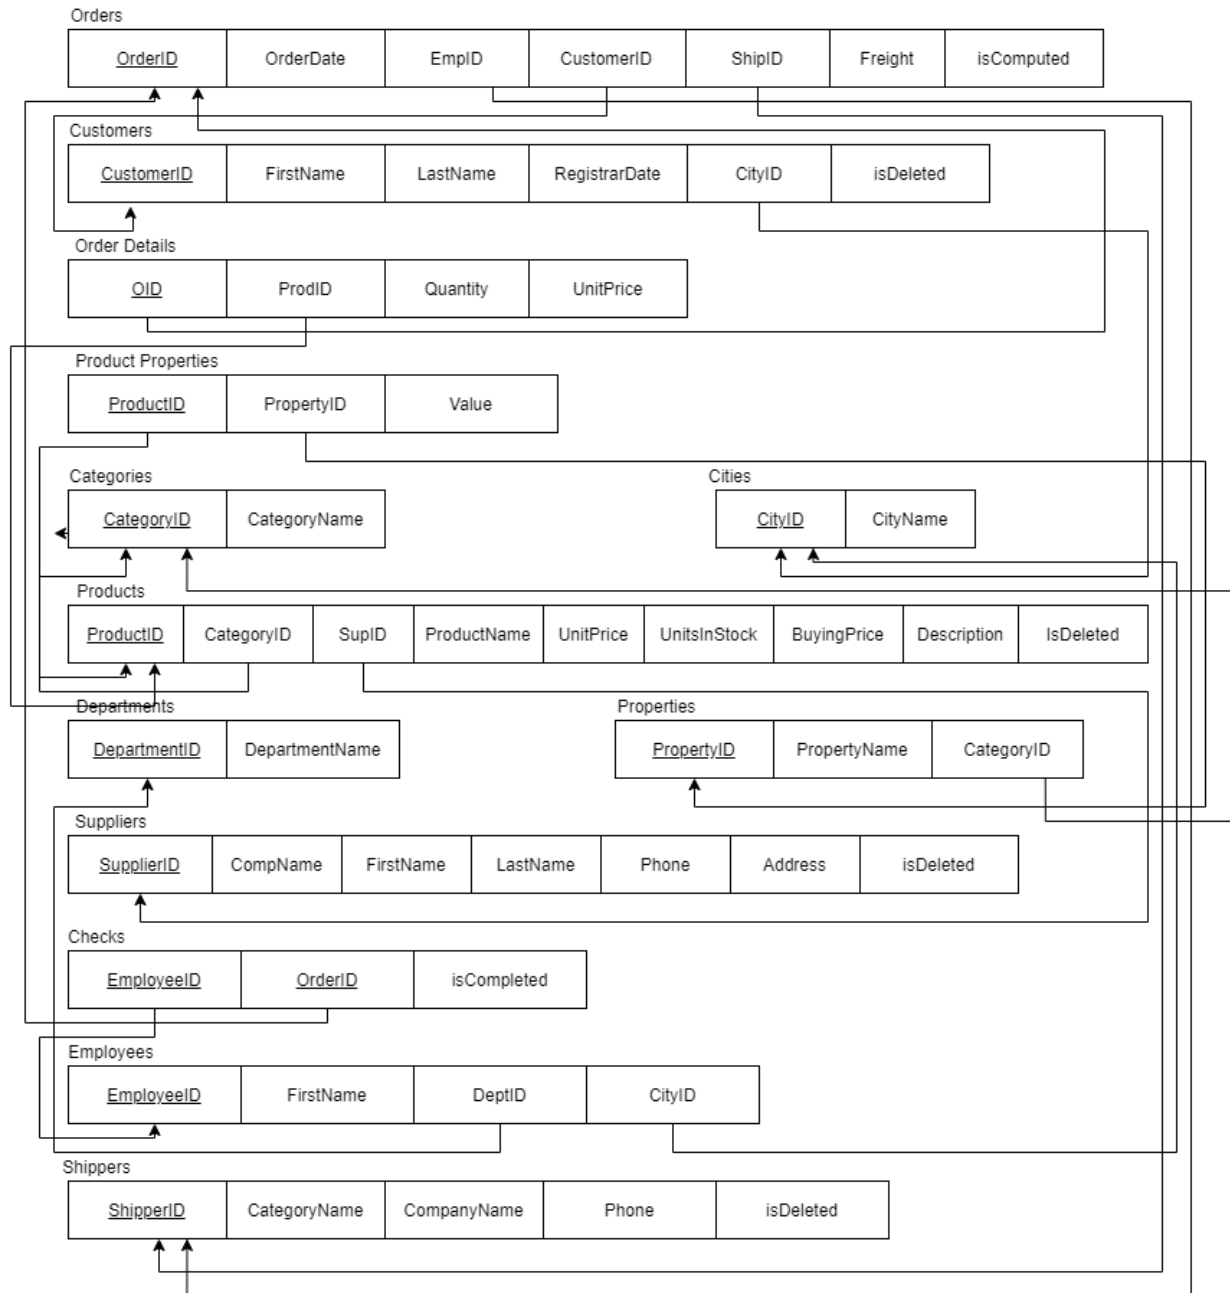 Orders
OrderID OrderDate EmpID CustomerID ShipID Freight isComputed
Customers
CustomerID FirstName LastName RegistrarDate CityID isDeleted
Order Details
OID ProdID Quantity UnitPrice
Product Properties
ProductID PropertyID Value
Categories Cities
CategoryID CategoryName CityID CityName
Products
ProductID CategoryID SupID ProductName UnitPrice UnitsInStock BuyingPrice Description IsDeleted
Departments Properties
DepartmentID DepartmentName PropertyID PropertyName CategoryID
Suppliers
SupplierID CompName FirstName LastName Phone Address isDeleted
Checks
EmployeeID OrderID isCompleted
Employees
EmployeeID FirstName DeptID CityID
Shippers
ShipperID CategoryName CompanyName Phone isDeleted